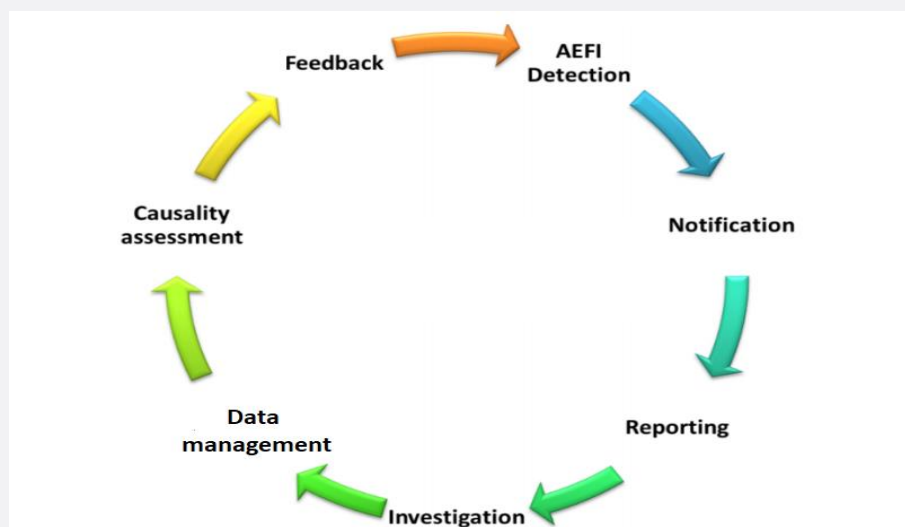 AEFI
Detection
Notification
Reporting
Investigation
Data
management
Causality
assessment
Feedback